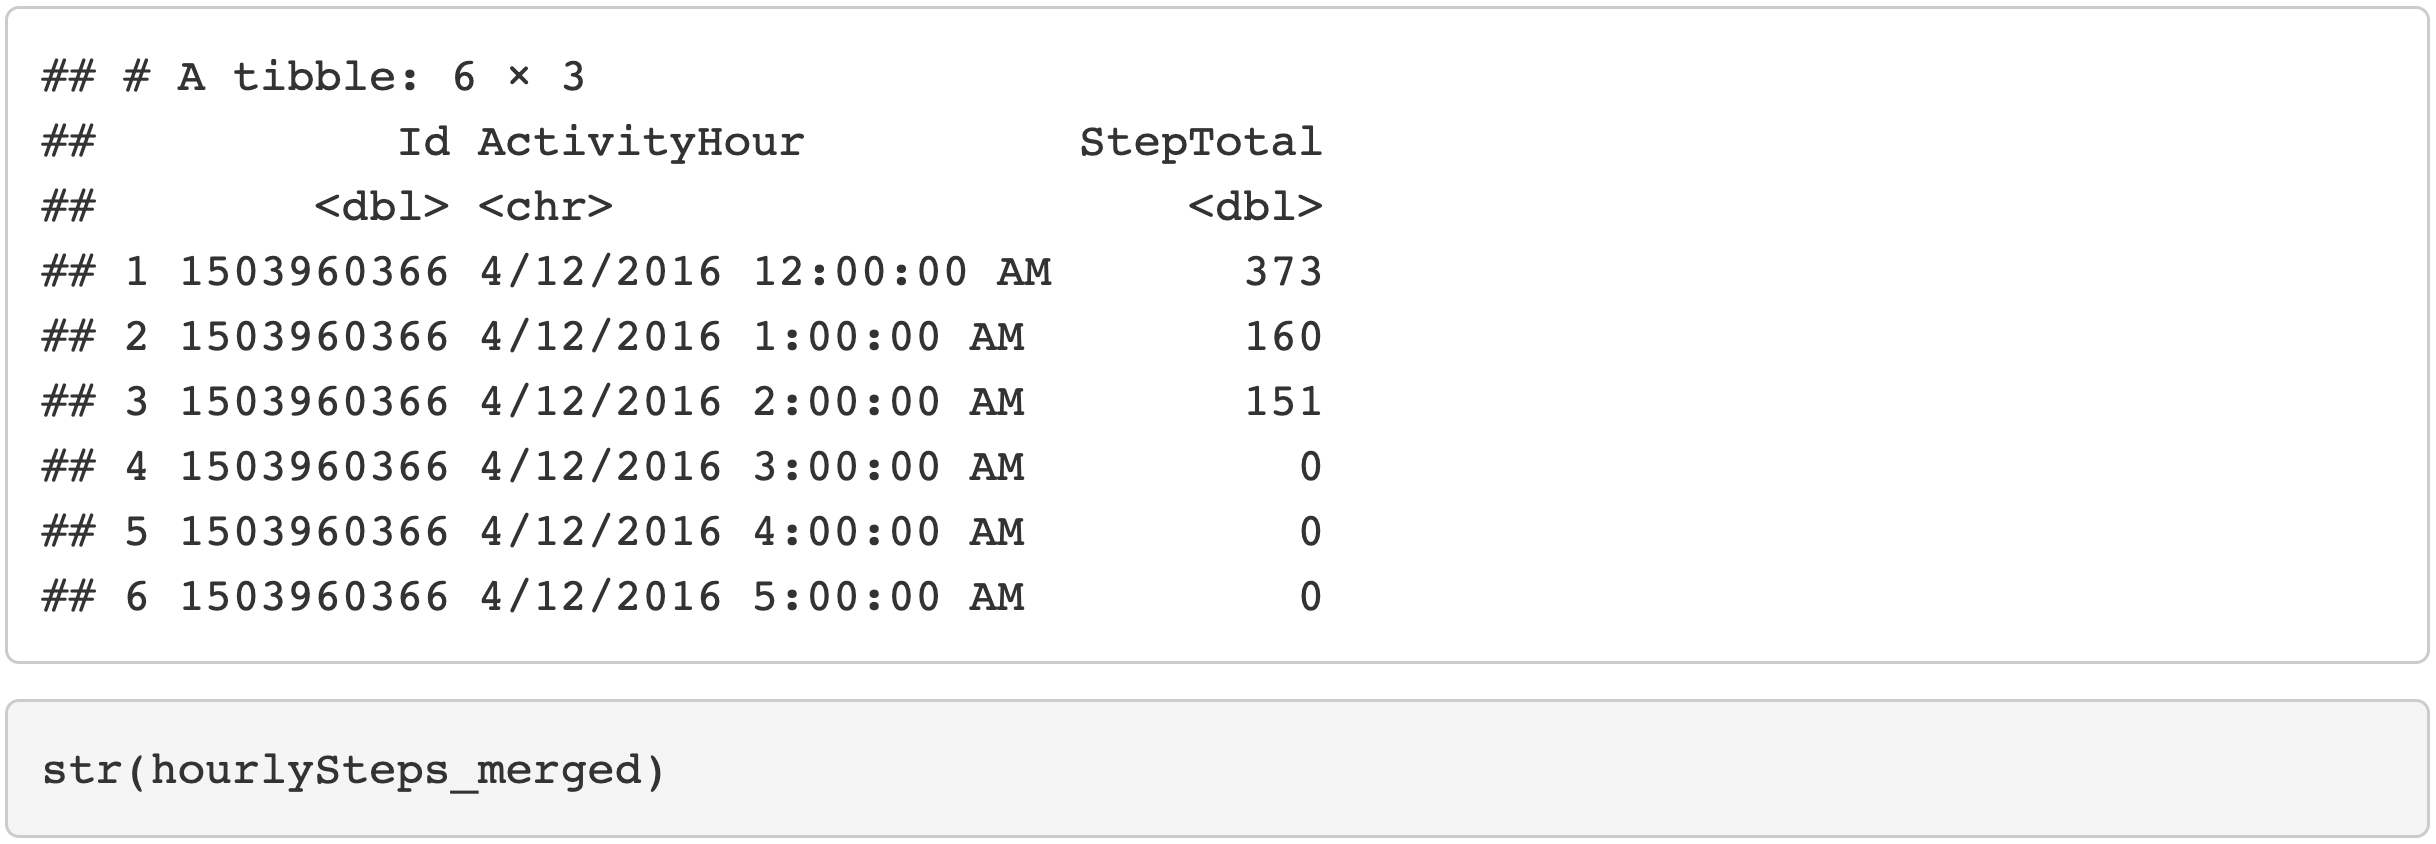 ## # A tibble: 6 × 3
##           Id ActivityHour          StepTotal
##        <dbl> <chr>                     <dbl>
## 1 1503960366 4/12/2016 12:00:00 AM       373
## 2 1503960366 4/12/2016 1:00:00 AM        160
## 3 1503960366 4/12/2016 2:00:00 AM        151
## 4 1503960366 4/12/2016 3:00:00 AM          0
## 5 1503960366 4/12/2016 4:00:00 AM          0
## 6 1503960366 4/12/2016 5:00:00 AM          0
str(hourlySteps_merged)